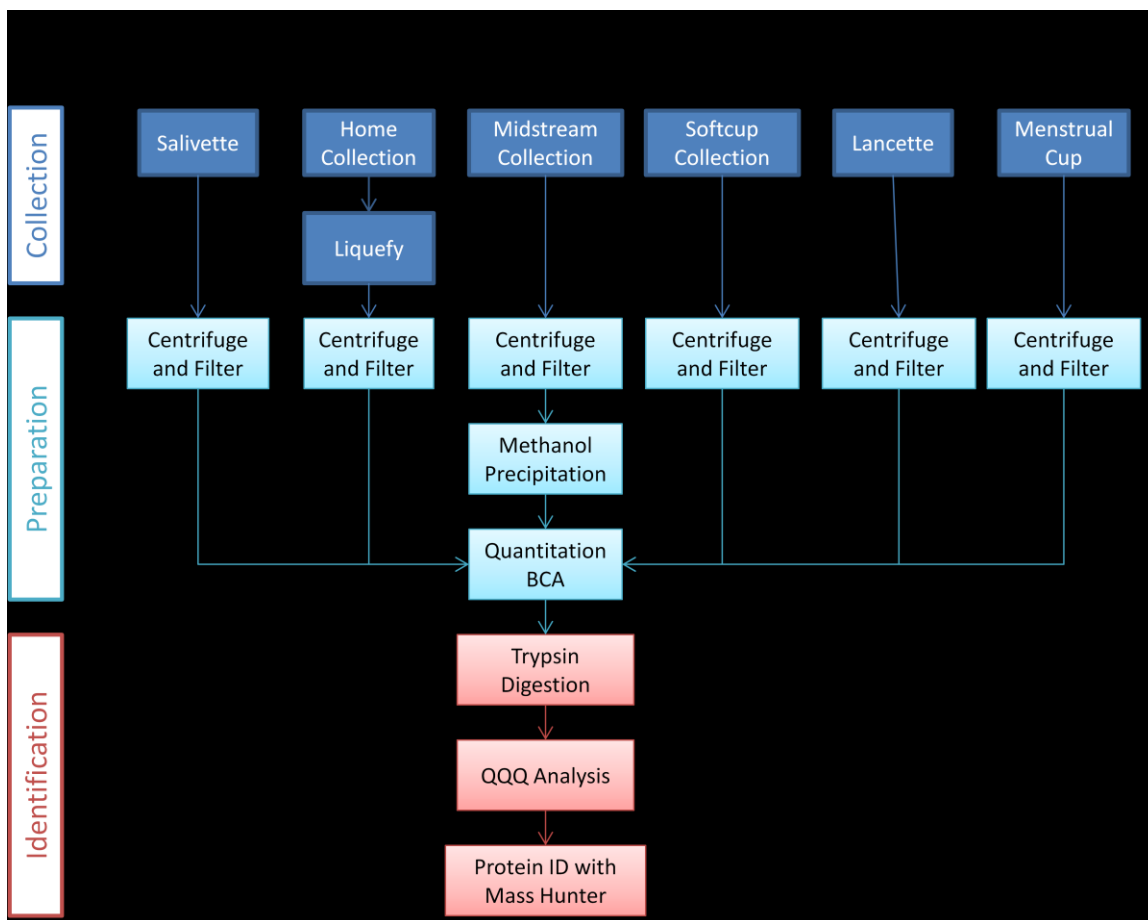 Collection
Salivette
Home
Collection
Midstream
Collection
Softcup
Collection
Lancette
Menstrual
Cup
Liquefy
Preparation
Centrifuge
and Filter
Centrifuge
and Filter
Centrifuge
and Filter
Centrifuge
and Filter
Centrifuge
and Filter
Centrifuge
and Filter
Methanol
Precipitation
Quantitation
BCA
Identification
Trypsin
Digestion
QQQ Analysis
Protein ID with
Mass Hunter